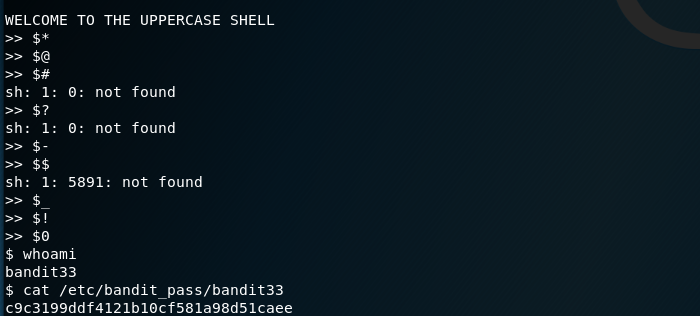 WELCOME TO THE UPPERCASE SHELL
>> $*
>> $@
>> $#
sh: 1: 0: not found
>> $?
sh: 1: 0: not found
>> $-
>> $$
sh: 1: 5891: not found
>> $_
>> $!
>> $0
$ whoami
bandit33
$ cat /etc/bandit_pass/bandit33
c9c3199ddf4121b10cf581a98d51caee